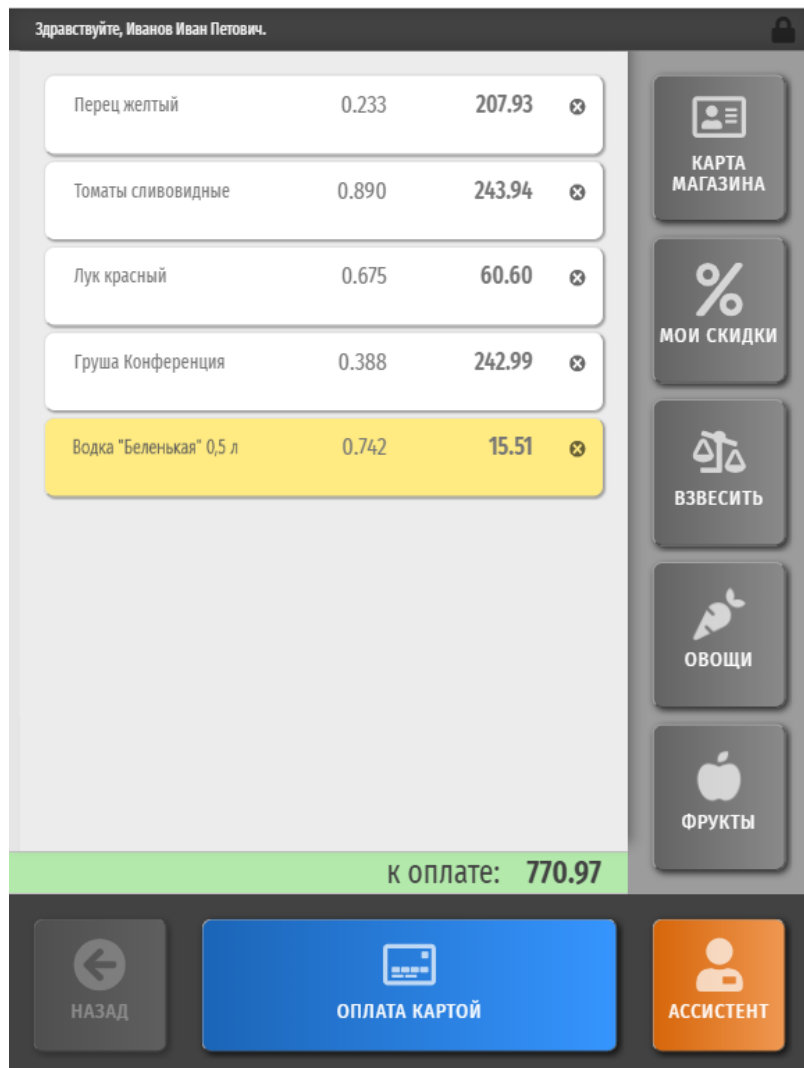 Здравствуйте, Иванов Иван Петович.
Перец желтый 0.233 207.93
Томаты сливовидные 0.890 243.94
Лук красный 0.675 60.60
Груша Конференция 0.388 242.99
Водка "Беленькая" 0,5 л 0.742 15.51
КАРТА
МАГАЗИНА
МОИ СКИДКИ
ВЗВЕСИТЬ
ОВОЩИ
ФРУКТЫ
к оплате: 770.97
НАЗАД
ОПЛАТА КАРТОЙ
АССИСТЕНТ